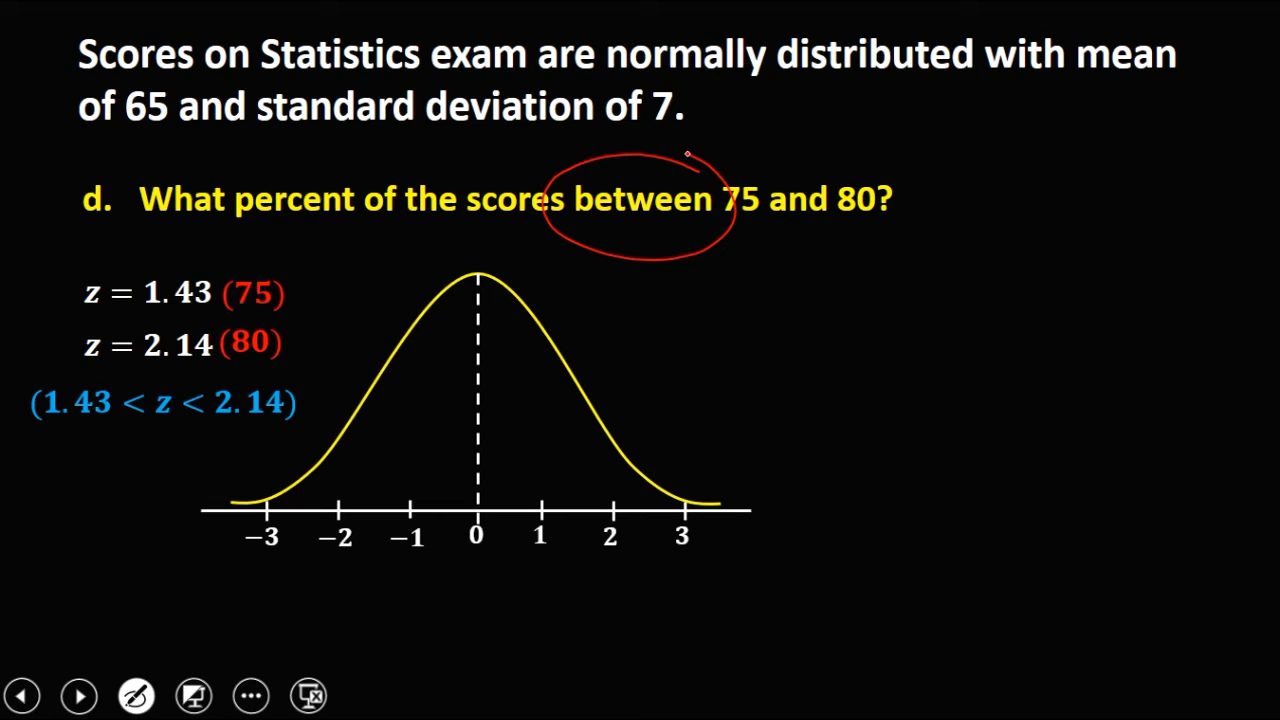 Scores on Statistics exam are normally distributed with mean
of 65 and standard deviation of 7.
d. What percent of the scores between 75 and 80?
z = 1.43 (75)
z = 2.14 (80)
(1.43 < z < 2.14)
−3 −2 −1 0 1 2 3